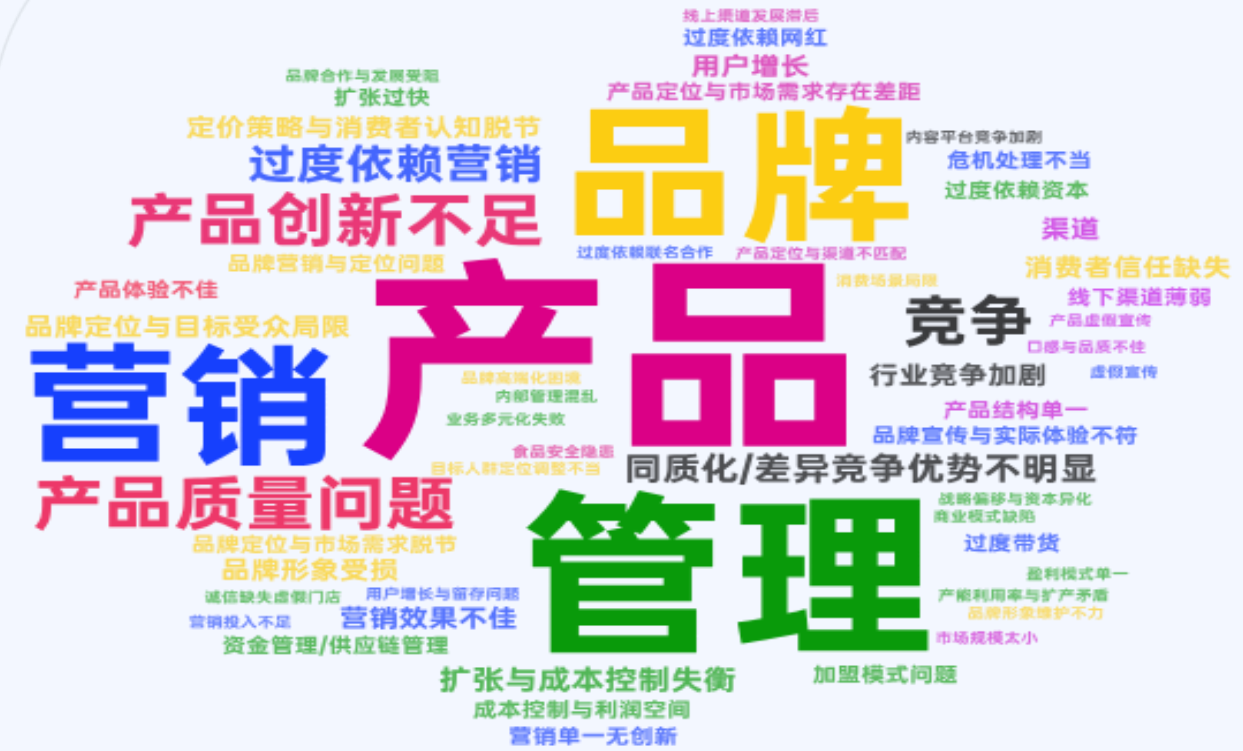 线上渠道发展滞后
过度依赖网红
用户增长
品牌合作与发展受阻
产品定位与市场需求存在差距
扩张过快
定价策略与消费者认知脱节
品牌
内容平台竞争加剧
过度依赖营销
危机处理不当
过度依赖资本
产品创新不足
渠道
过度依赖联名合作
产品定位与渠道不匹配
品牌营销与定位问题
消费者信任缺失
产品体验不佳
消费场景局限
线下渠道薄弱
品牌定位与目标受众局限
产品
竞争
产品虚假宣传
口感与品质不佳
营销
品牌高端化困境
行业竞争加剧
虚假宣传
内部管理混乱
产品结构单一
业务多元化失败
品牌宣传与实际体验不符
食品安全隐患
目标人群定位调整不当
同质化/差异竞争优势不明显
产品质量问题
战略偏移与资本异化
商业模式缺陷
品牌定位与市场需求脱节
过度带货
品牌形象受损
管理
盈利模式单一
诚信缺失虚假门店
用户增长与留存问题
产能利用率与扩产矛盾
营销投入不足
营销效果不佳
品牌形象维护不力
资金管理/供应链管理
市场规模太小
扩张与成本控制失衡
加盟模式问题
成本控制与利润空间
营销单一无创新